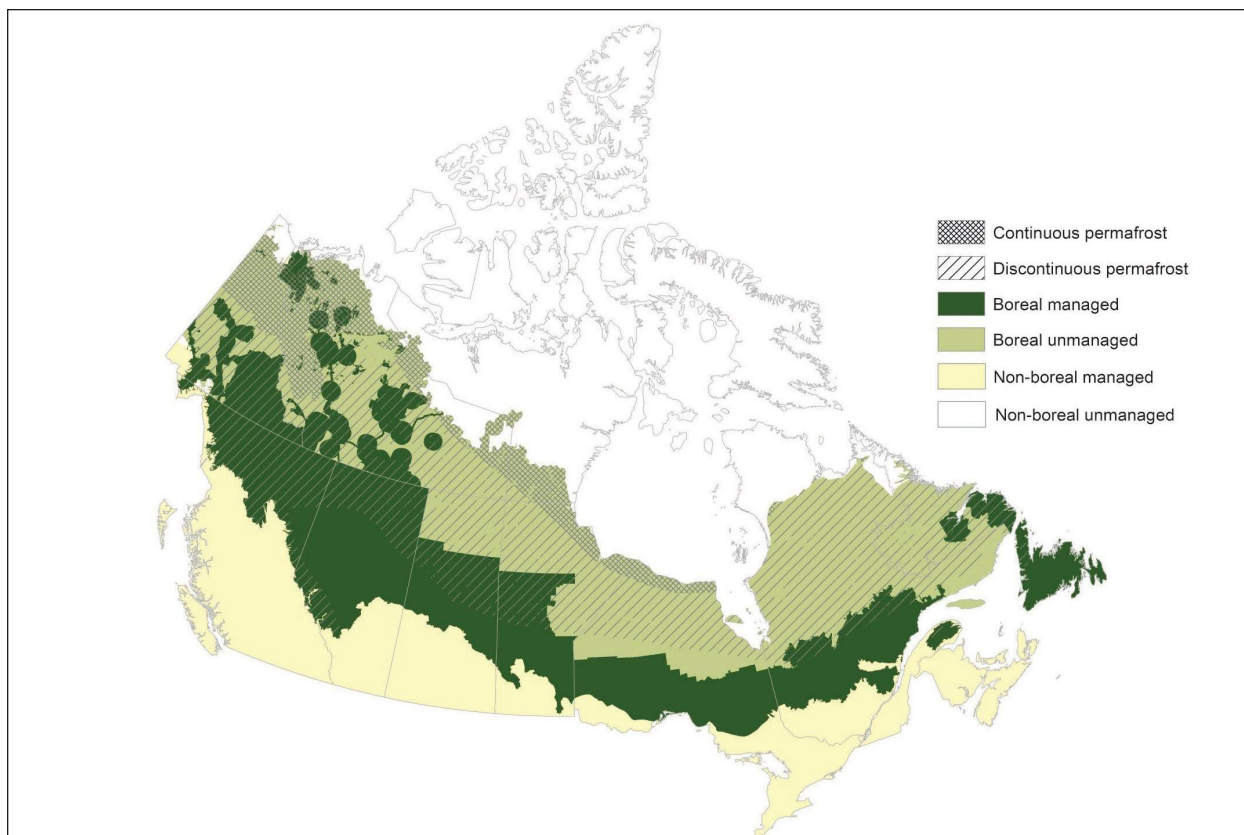 Continuous permafrost
Discontinuous permafrost
Boreal managed
Boreal unmanaged
Non-boreal managed
Non-boreal unmanaged